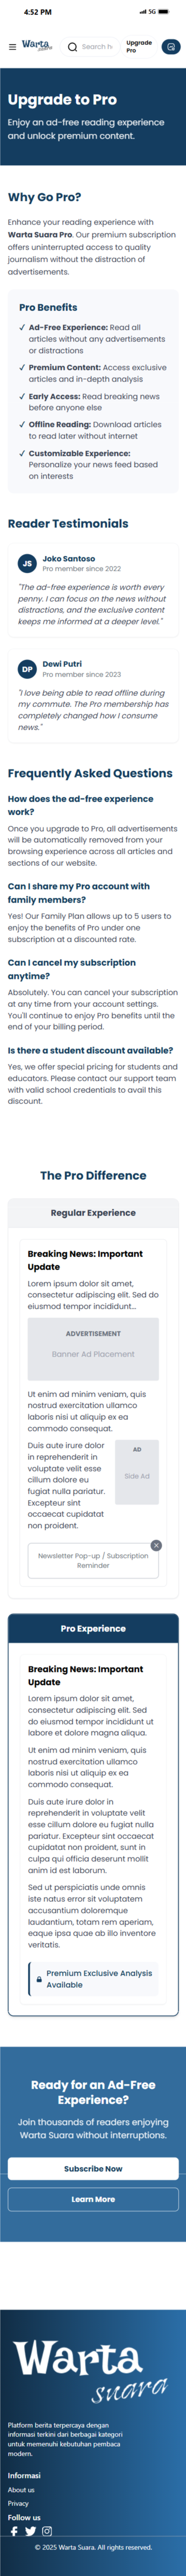 4:52 PM
5G
Warta
suara
Search
Upgrade
Pro
Upgrade to Pro
Enjoy an ad-free reading experience
and unlock premium content.
Why Go Pro?
Enhance your reading experience with
Warta Suara Pro. Our premium subscription
offers uninterrupted access to quality
journalism without the distraction of
advertisements.
Pro Benefits
✓ Ad-Free Experience: Read all
articles without any advertisements
or distractions
✓ Premium Content: Access exclusive
articles and in-depth analysis
✓ Early Access: Read breaking news
before anyone else
✓ Offline Reading: Download articles
to read later without internet
✓ Customizable Experience:
Personalize your news feed based
on interests
Reader Testimonials
JS
Joko Santoso
Pro member since 2022
"The ad-free experience is worth every
penny. I can focus on the news without
distractions, and the exclusive content
keeps me informed at a deeper level."
DP
Dewi Putri
Pro member since 2023
"I love being able to read offline during
my commute. The Pro membership has
completely changed how I consume
news."
Frequently Asked Questions
How does the ad-free experience
work?
Once you upgrade to Pro, all advertisements
will be automatically removed from your
browsing experience across all articles and
sections of our website.
Can I share my Pro account with
family members?
Yes! Our Family Plan allows up to 5 users to
enjoy the benefits of Pro under one
subscription at a discounted rate.
Can I cancel my subscription
anytime?
Absolutely. You can cancel your subscription
at any time from your account settings.
You'll continue to enjoy Pro benefits until the
end of your billing period.
Is there a student discount available?
Yes, we offer special pricing for students and
educators. Please contact our support team
with valid school credentials to avail this
discount.
The Pro Difference
Regular Experience
Breaking News: Important
Update
Lorem ipsum dolor sit amet,
consectetur adipiscing elit. Sed do
eiusmod tempor incididunt...
ADVERTISEMENT
Banner Ad Placement
Ut enim ad minim veniam, quis
nostrud exercitation ullamco
laboris nisi ut aliquip ex ea
commodo consequat.
Duis aute irure dolor
in reprehenderit in
voluptate velit esse
cillum dolore eu
fugiat nulla pariatur.
Excepteur sint
occaecat cupidatat
non proident.
AD
Side Ad
Newsletter Pop-up / Subscription
Reminder
Pro Experience
Breaking News: Important
Update
Lorem ipsum dolor sit amet,
consectetur adipiscing elit. Sed
do eiusmod tempor incididunt ut
labore et dolore magna aliqua.
Ut enim ad minim veniam, quis
nostrud exercitation ullamco
laboris nisi ut aliquip ex ea
commodo consequat.
Duis aute irure dolor in
reprehenderit in voluptate velit
esse cillum dolore eu fugiat nulla
pariatur. Excepteur sint occaecat
cupidatat non proident, sunt in
culpa qui officia deserunt mollit
anim id est laborum.
Sed ut perspiciatis unde omnis
iste natus error sit voluptatem
accusantium doloremque
laudantium, totam rem aperiam,
eaque ipsa quae ab illo inventore
veritatis.
Premium Exclusive Analysis
Available
Ready for an Ad-Free
Experience?
Join thousands of readers enjoying
Warta Suara without interruptions.
Subscribe Now
Learn More
Warta
suara
Platform berita terpercaya dengan
informasi terkini dari berbagai kategori
untuk memenuhi kebutuhan pembaca
modern.
Informasi
About us
Privacy
Follow us
© 2025 Warta Suara. All rights reserved.